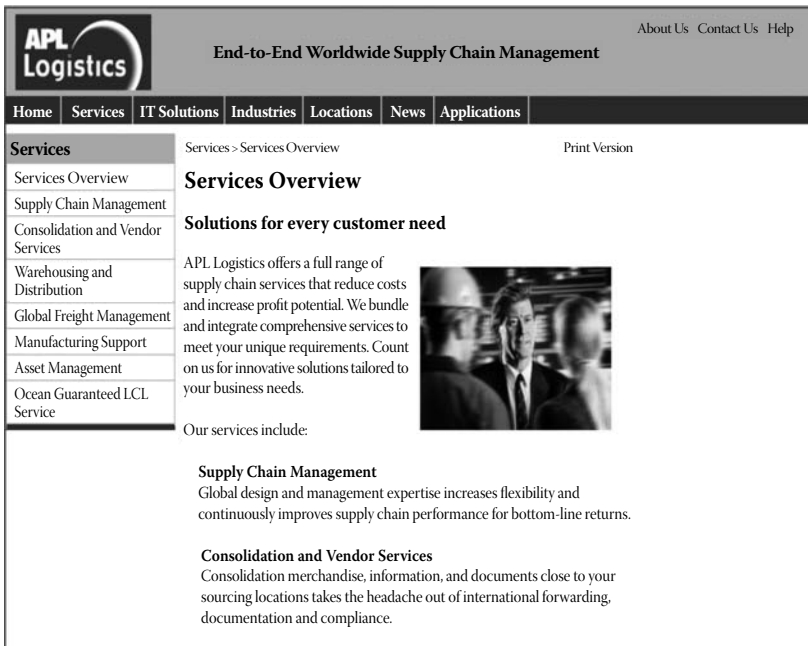 About Us Contact Us Help
APL
Logistics
End-to-End Worldwide Supply Chain Management
Home Services IT Solutions Industries Locations News Applications
Services
Services Overview
Supply Chain Management
Consolidation and Vendor
Services
Warehousing and
Distribution
Global Freight Management
Manufacturing Support
Asset Management
Ocean Guaranteed LCL
Service
Services > Services Overview
Print Version
Services Overview
Solutions for every customer need
APL Logistics offers a full range of
supply chain services that reduce costs
and increase profit potential. We bundle
and integrate comprehensive services to
meet your unique requirements. Count
on us for innovative solutions tailored to
your business needs.
Our services include:
Supply Chain Management
Global design and management expertise increases flexibility and
continuously improves supply chain performance for bottom-line returns.
Consolidation and Vendor Services
Consolidation merchandise, information, and documents close to your
sourcing locations takes the headache out of international forwarding,
documentation and compliance.